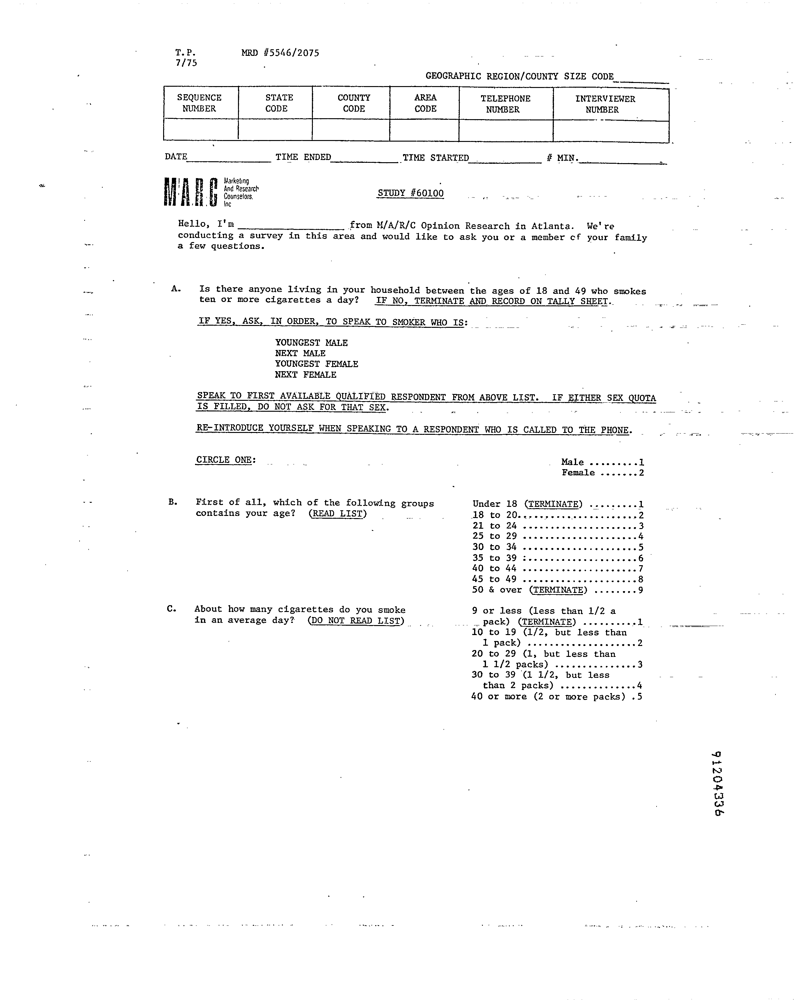 T.P. MRD #5546/2075
7/75
GEOGRAPHIC REGION/COUNTY SIZE CODE________
SEQUENCE NUMBER STATE CODE COUNTY CODE AREA CODE TELEPHONE NUMBER INTERVIEWER NUMBER
DATE____________ TIME ENDED__________ TIME STARTED__________ # MIN.____________
M/A/R/C Marketing And Research Counselors, Inc
STUDY #60100
Hello, I'm ________________ from M/A/R/C Opinion Research in Atlanta. We're
conducting a survey in this area and would like to ask you or a member of your family
a few questions.
A. Is there anyone living in your household between the ages of 18 and 49 who smokes
ten or more cigarettes a day? IF NO, TERMINATE AND RECORD ON TALLY SHEET.
IF YES, ASK, IN ORDER, TO SPEAK TO SMOKER WHO IS:
YOUNGEST MALE
NEXT MALE
YOUNGEST FEMALE
NEXT FEMALE
SPEAK TO FIRST AVAILABLE QUALIFIED RESPONDENT FROM ABOVE LIST. IF EITHER SEX QUOTA
IS FILLED, DO NOT ASK FOR THAT SEX.
RE-INTRODUCE YOURSELF WHEN SPEAKING TO A RESPONDENT WHO IS CALLED TO THE PHONE.
CIRCLE ONE: Male .........1
Female .......2
B. First of all, which of the following groups
contains your age? (READ LIST)
Under 18 (TERMINATE) ........1
18 to 20.....................2
21 to 24 ....................3
25 to 29 ....................4
30 to 34 ....................5
35 to 39 :...................6
40 to 44 ....................7
45 to 49 ....................8
50 & over (TERMINATE) ........9
C. About how many cigarettes do you smoke
in an average day? (DO NOT READ LIST)
9 or less (less than 1/2 a
pack) (TERMINATE) ..........1
10 to 19 (1/2, but less than
1 pack) ...................2
20 to 29 (1, but less than
1 1/2 packs) ..............3
30 to 39 (1 1/2, but less
than 2 packs) .............4
40 or more (2 or more packs) .5
91204336